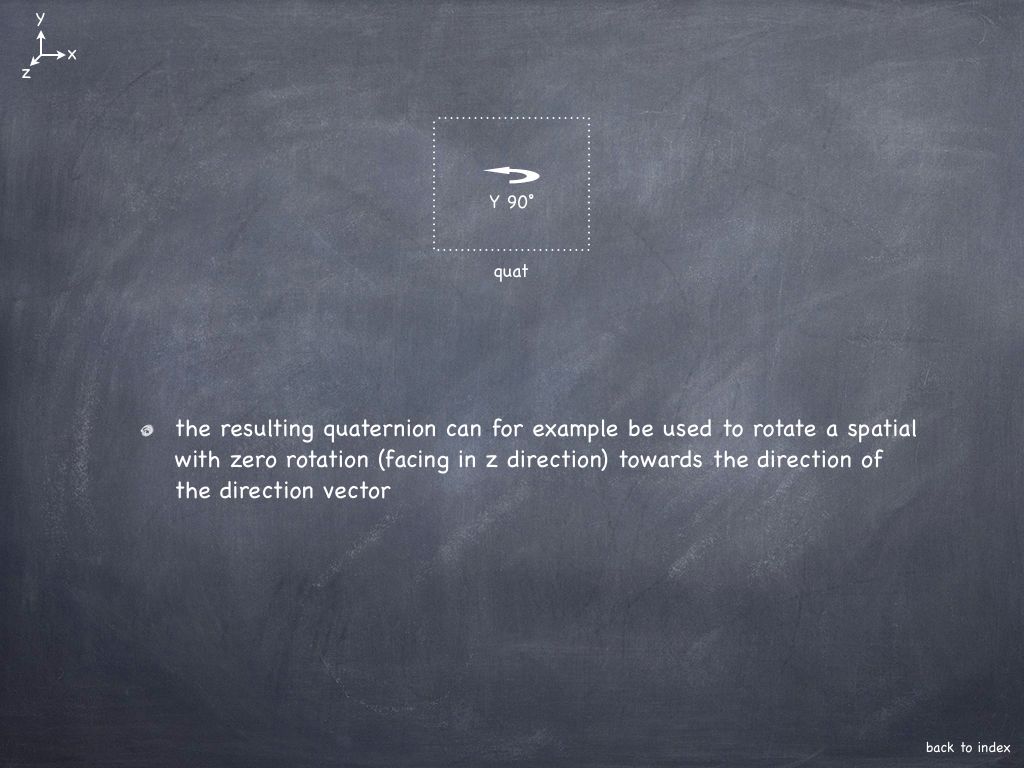 y
x
z
Y 90°
quat
the resulting quaternion can for example be used to rotate a spatial
with zero rotation (facing in z direction) towards the direction of
the direction vector
back to index